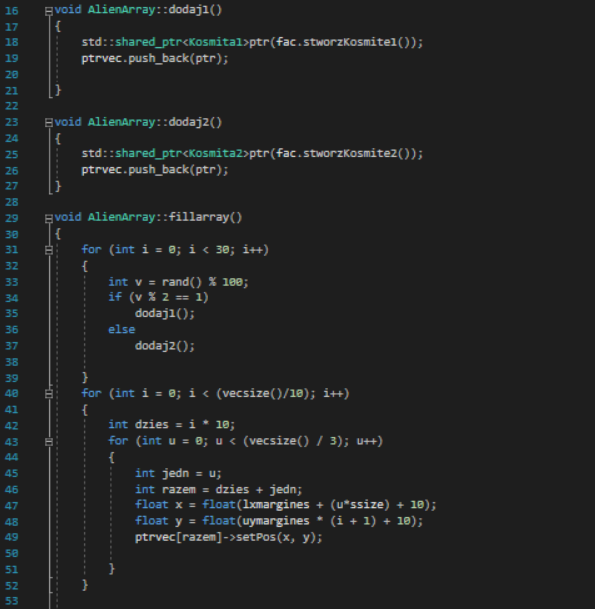 16 void AlienArray::dodaj1()
17 {
18 std::shared_ptr<Kosmita1>ptr(fac.stworzKosmite1());
19 ptrvec.push_back(ptr);
20
21 }
22
23 void AlienArray::dodaj2()
24 {
25 std::shared_ptr<Kosmita2>ptr(fac.stworzKosmite2());
26 ptrvec.push_back(ptr);
27 }
28
29 void AlienArray::fillarray()
30 {
31 for (int i = 0; i < 30; i++)
32 {
33 int v = rand() % 100;
34 if (v % 2 == 1)
35 dodaj1();
36 else
37 dodaj2();
38
39 }
40 for (int i = 0; i < (vecsize()/10); i++)
41 {
42 int dzies = i * 10;
43 for (int u = 0; u < (vecsize() / 3); u++)
44 {
45 int jedn = u;
46 int razem = dzies + jedn;
47 float x = float(lxmargines + (u*ssize) + 10);
48 float y = float(uymargines * (i + 1) + 10);
49 ptrvec[razem]->setPos(x, y);
50
51 }
52 }
53